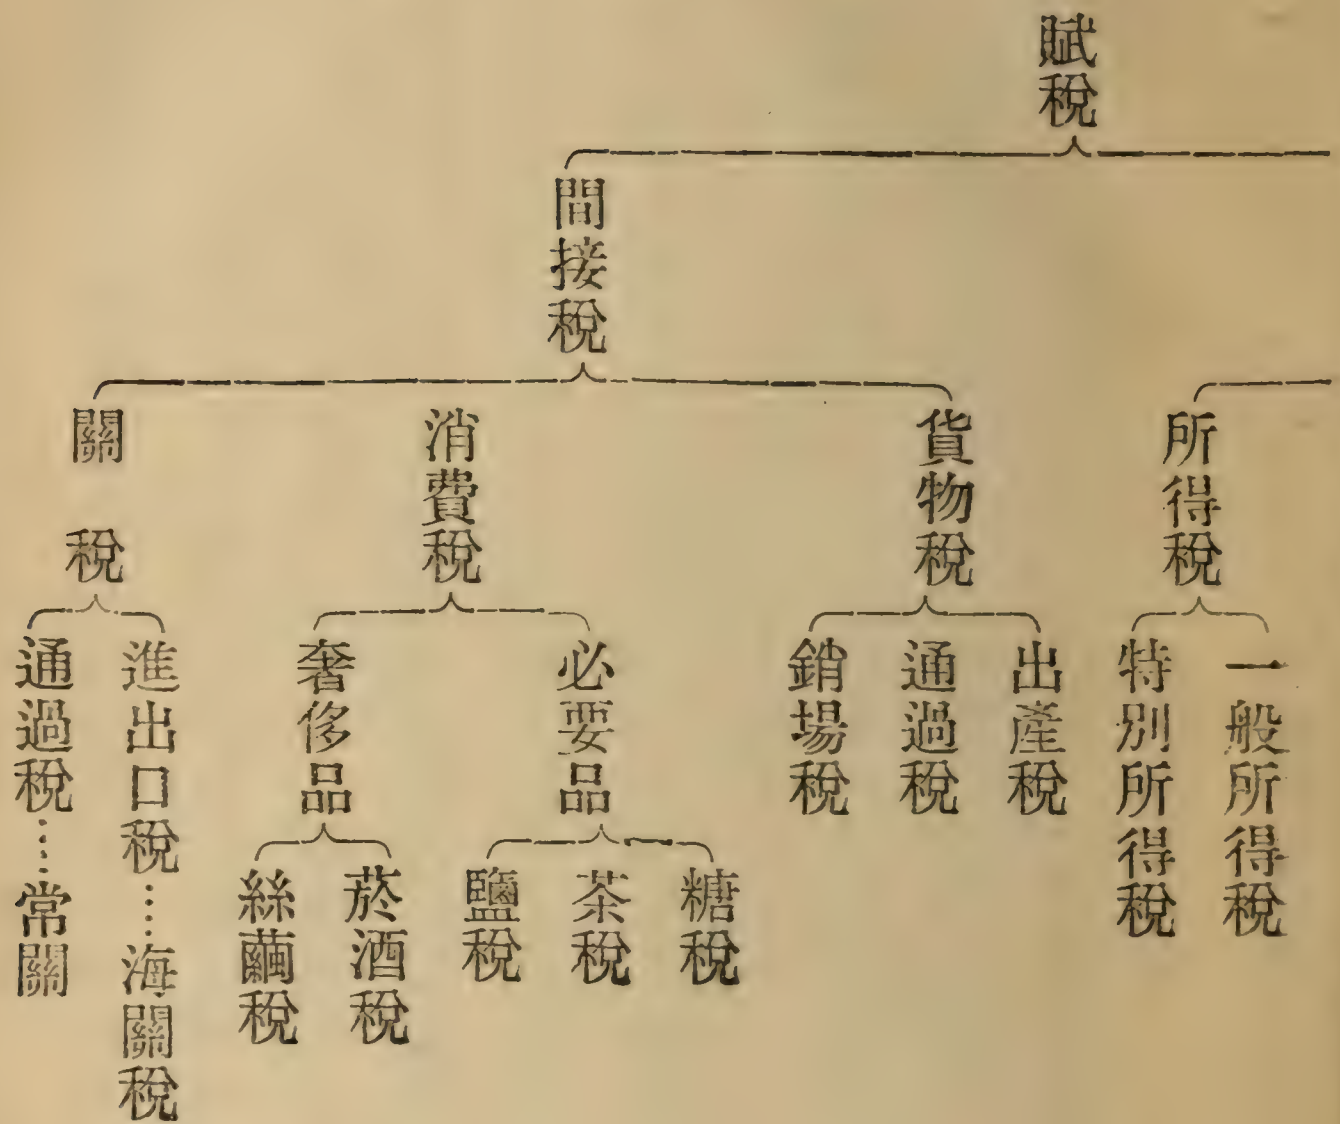 賦稅
間接稅
所得稅
貨物稅
消費稅
關稅
一般所得稅
特別所得稅
出產稅
通過稅
銷場稅
必要品
奢侈品
進出口稅……海關稅
通過稅……常關
糖稅
茶稅
鹽稅
菸酒稅
絲繭稅